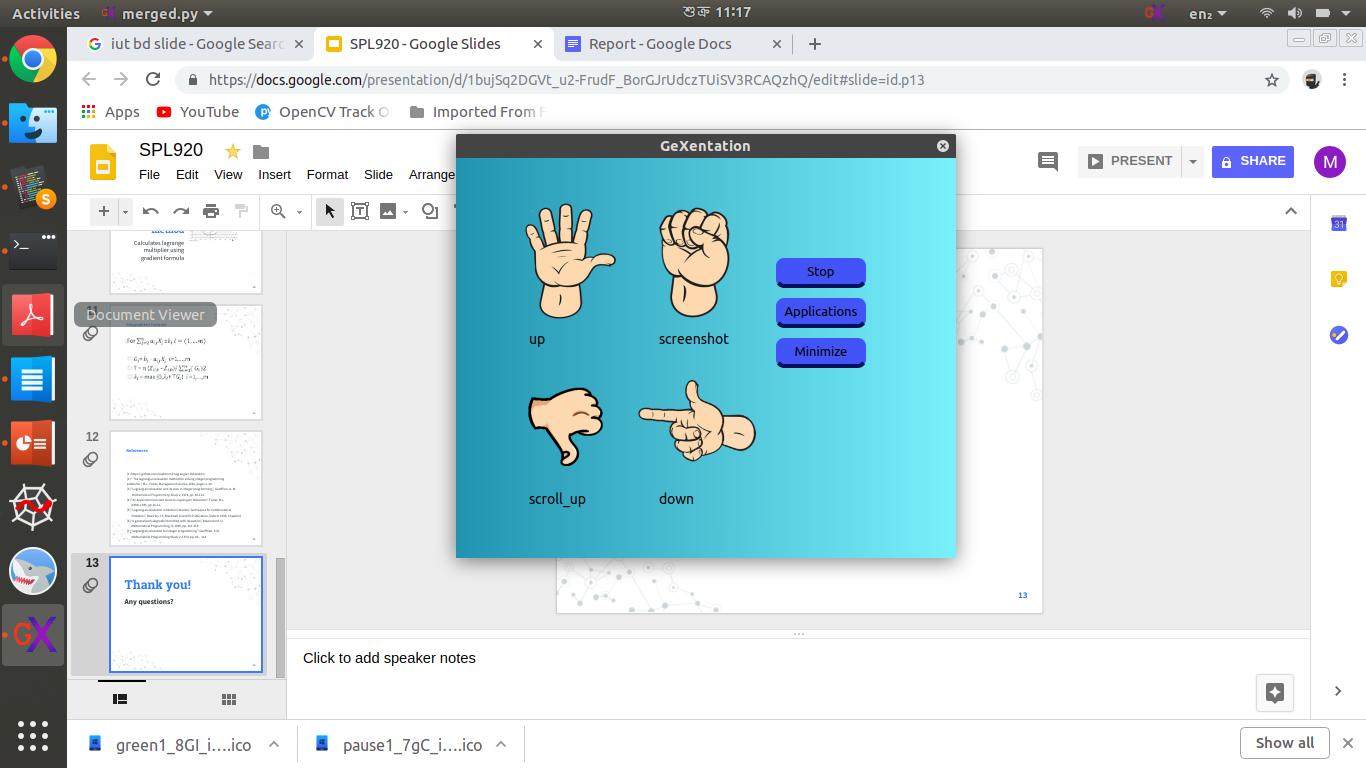 Activities
merged.py
শুক্র 11:17
en₂
iut bd slide - Google Searc
SPL920 - Google Slides
Report - Google Docs
https://docs.google.com/presentation/d/1bujSq2DGVt_u2-FrudF_BorGJrUdczTUiSV3RCAQzhQ/edit#slide=id.p13
Apps
YouTube
OpenCV Track
Imported From F
SPL920
File Edit View Insert Format Slide Arrange
PRESENT
SHARE
M
GeXentation
up
screenshot
scroll_up
down
Stop
Applications
Minimize
method
Calculates lagrange
multiplier using
gradient formula
Document Viewer
11
12
References
13
Thank you!
Any questions?
13
Click to add speaker notes
green1_8GI_i....ico
pause1_7gC_i....ico
Show all